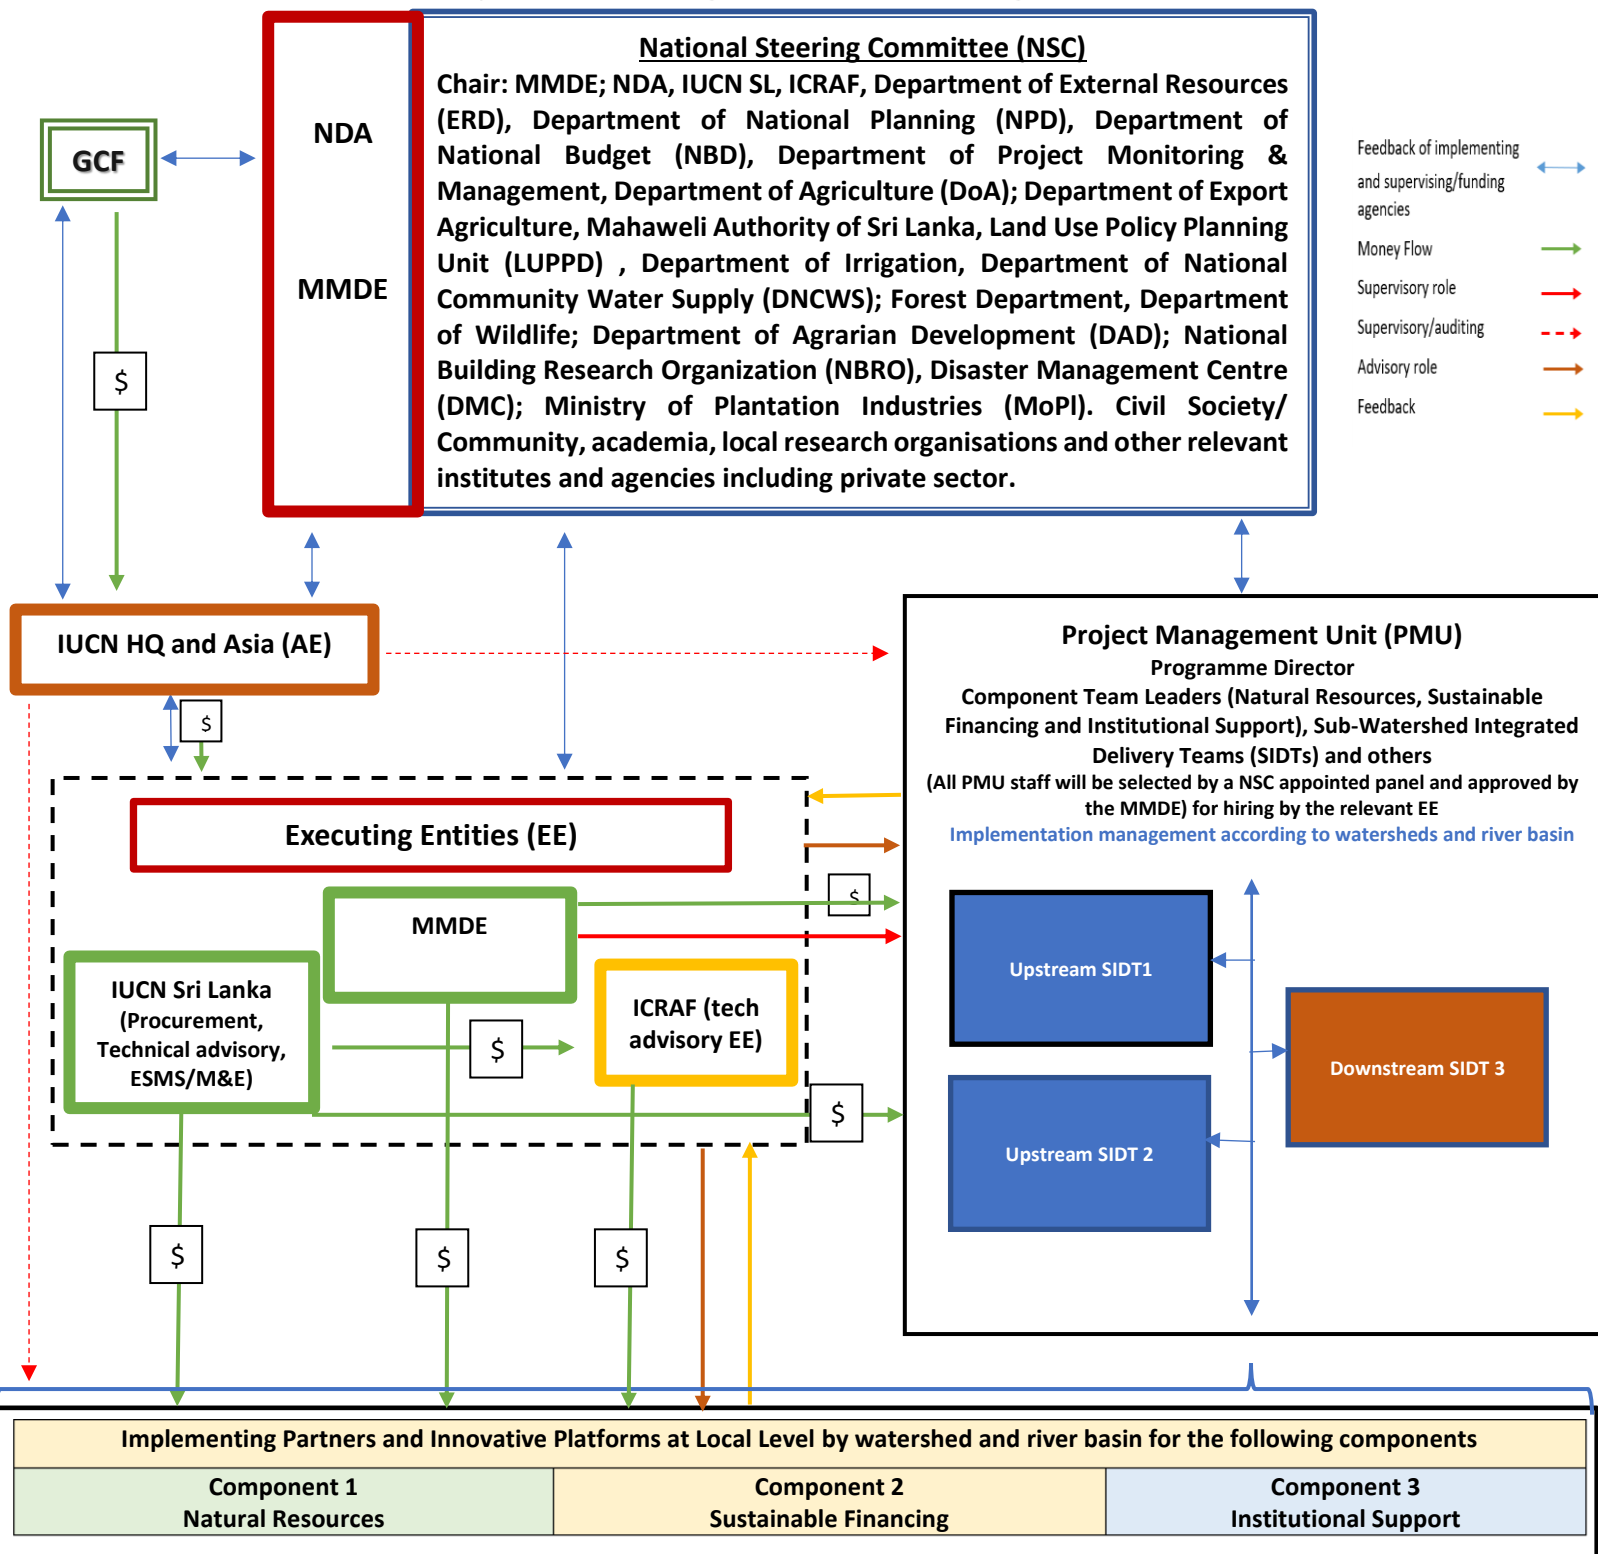 National Steering Committee (NSC)
Chair: MMDE; NDA, IUCN SL, ICRAF, Department of External Resources
(ERD), Department of National Planning (NPD), Department of
National Budget (NBD), Department of Project Monitoring &
Management, Department of Agriculture (DoA); Department of Export
Agriculture, Mahaweli Authority of Sri Lanka, Land Use Policy Planning
Unit (LUPPD) , Department of Irrigation, Department of National
Community Water Supply (DNCWS); Forest Department, Department
of Wildlife; Department of Agrarian Development (DAD); National
Building Research Organization (NBRO), Disaster Management Centre
(DMC); Ministry of Plantation Industries (MoPl). Civil Society/
Community, academia, local research organisations and other relevant
institutes and agencies including private sector.
NDA
MMDE
GCF
Feedback of implementing
and supervising/funding
agencies
Money Flow
Supervisory role
Supervisory/auditing
Advisory role
Feedback
$
IUCN HQ and Asia (AE)
$
Project Management Unit (PMU)
Programme Director
Component Team Leaders (Natural Resources, Sustainable
Financing and Institutional Support), Sub-Watershed Integrated
Delivery Teams (SIDTs) and others
(All PMU staff will be selected by a NSC appointed panel and approved by
the MMDE) for hiring by the relevant EE
Implementation management according to watersheds and river basin
Executing Entities (EE)
$
MMDE
IUCN Sri Lanka
(Procurement,
Technical advisory,
ESMS/M&E)
$
ICRAF (tech
advisory EE)
$
Upstream SIDT1
Downstream SIDT 3
Upstream SIDT 2
$
$
$
Implementing Partners and Innovative Platforms at Local Level by watershed and river basin for the following components
Component 1
Natural Resources
Component 2
Sustainable Financing
Component 3
Institutional Support